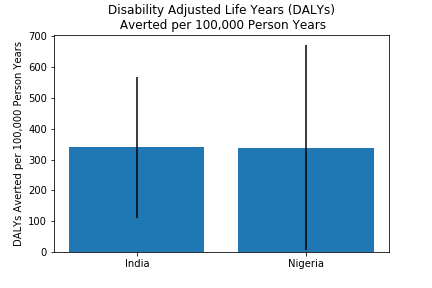 Disability Adjusted Life Years (DALYs)
Averted per 100,000 Person Years
DALYs Averted per 100,000 Person Years
700
600
500
400
300
200
100
0
India
Nigeria